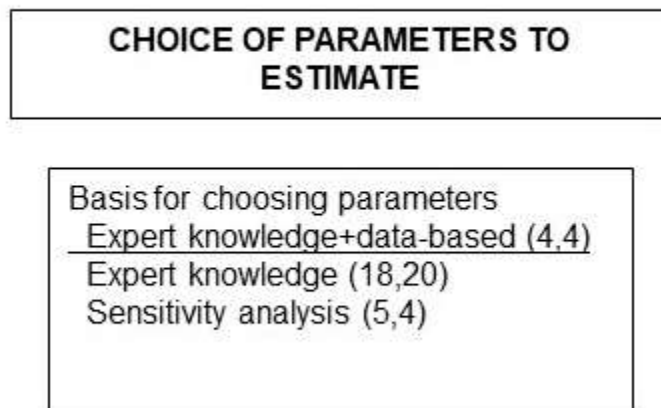 CHOICE OF PARAMETERS TO
ESTIMATE
Basis for choosing parameters
Expert knowledge+data-based (4,4)
Expert knowledge (18,20)
Sensitivity analysis (5,4)